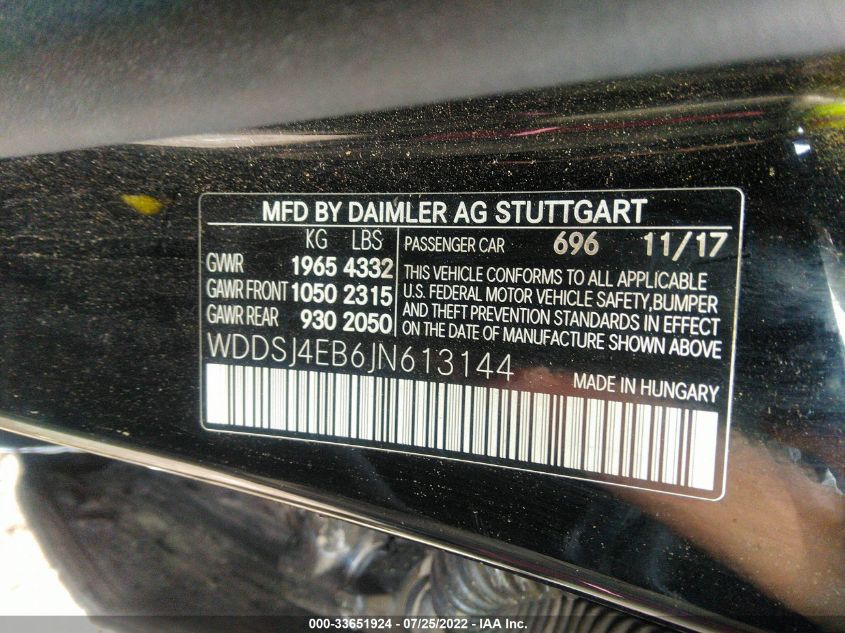 MFD BY DAIMLER AG STUTTGART
KG LBS
GVWR 1965 4332
GAWR FRONT 1050 2315
GAWR REAR 930 2050
PASSENGER CAR 696 11/17
THIS VEHICLE CONFORMS TO ALL APPLICABLE
U.S. FEDERAL MOTOR VEHICLE SAFETY, BUMPER
AND THEFT PREVENTION STANDARDS IN EFFECT
ON THE DATE OF MANUFACTURE SHOWN ABOVE
WDDSJ4EB6JN613144
MADE IN HUNGARY
000-33651924 | 07/25/2022 | IAA Inc.